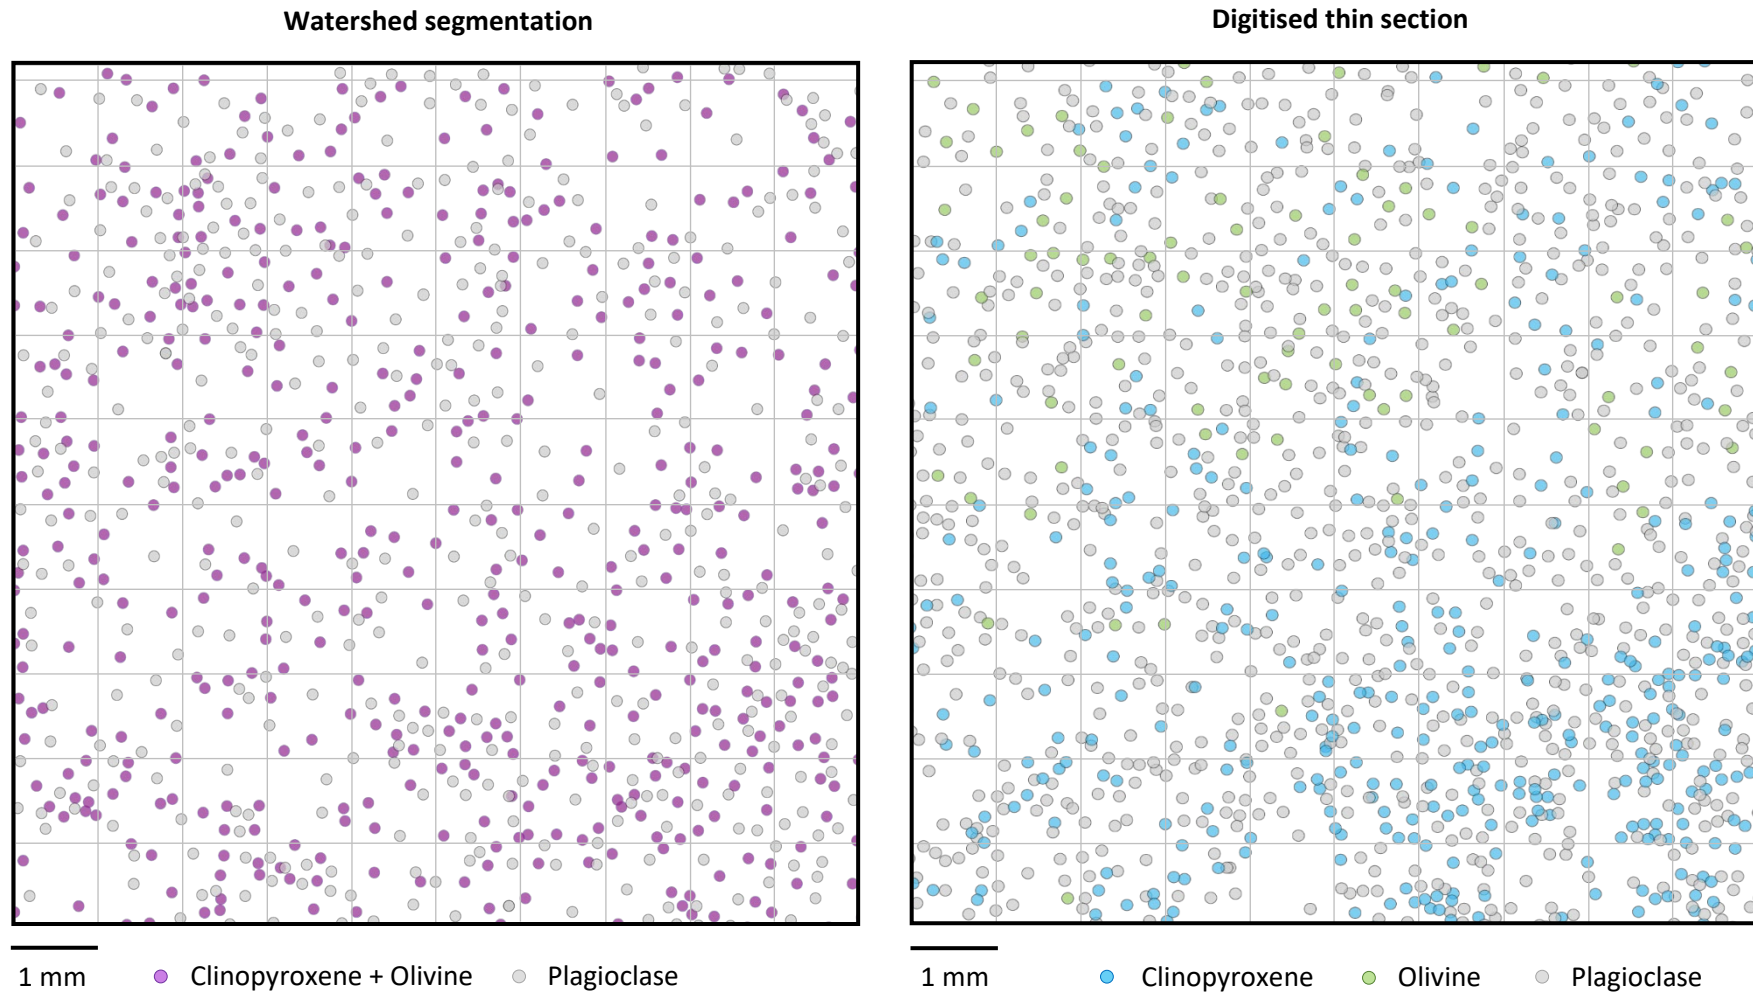 Watershed segmentation
Digitised thin section
1 mm
Clinopyroxene + Olivine
Plagioclase
1 mm
Clinopyroxene
Olivine
Plagioclase